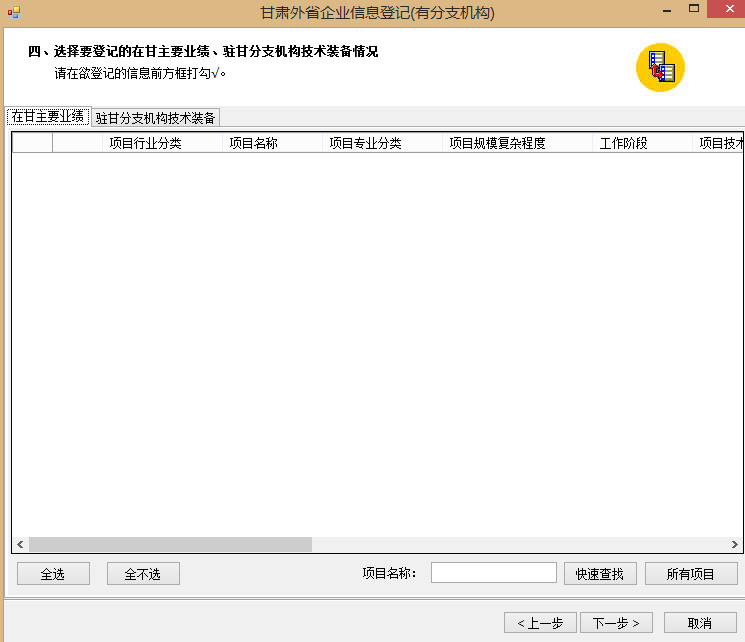 甘肃外省企业信息登记(有分支机构)
四、选择要登记的在甘主要业绩、驻甘分支机构技术装备情况
请在欲登记的信息前方框打勾√。
在甘主要业绩 驻甘分支机构技术装备
项目行业分类 项目名称 项目专业分类 项目规模复杂程度 工作阶段 项目技术
全选 全不选 项目名称: 快速查找 所有项目
< 上一步 下一步 > 取消